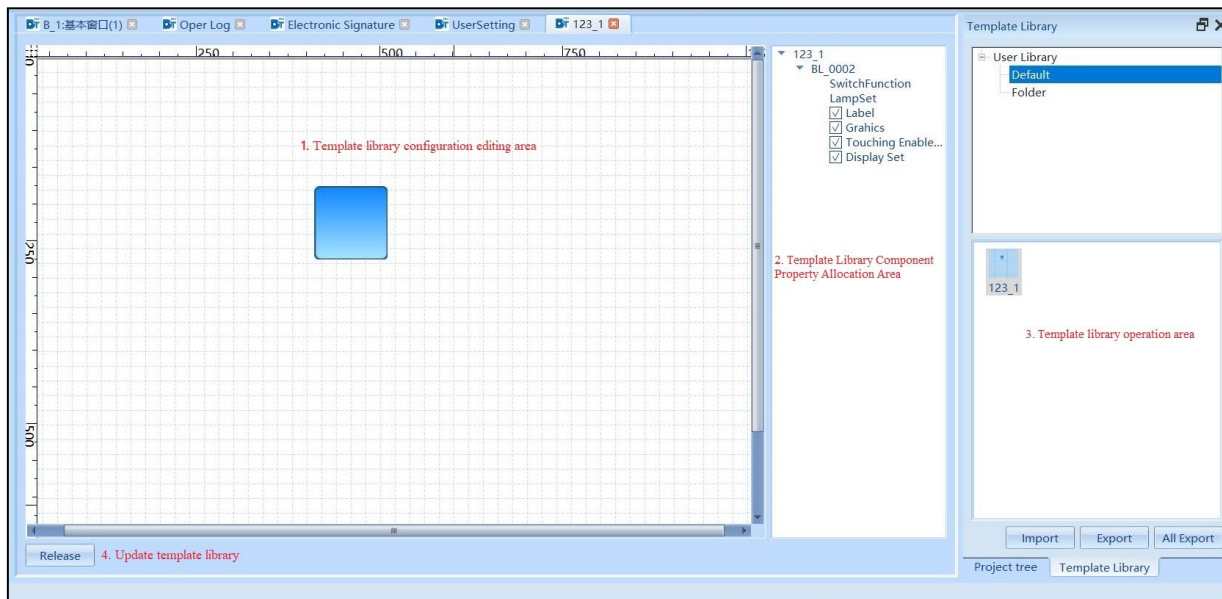 B_1:基本窗口(1)
Oper Log
Electronic Signature
UserSetting
123_1
250
500
750
250
500
1. Template library configuration editing area
123_1
BL_0002
SwitchFunction
LampSet
Label
Grahics
Touching Enable...
Display Set
2. Template Library Component
Property Allocation Area
Template Library
User Library
Default
Folder
123_1
3. Template library operation area
Import
Export
All Export
Project tree
Template Library
Release
4. Update template library